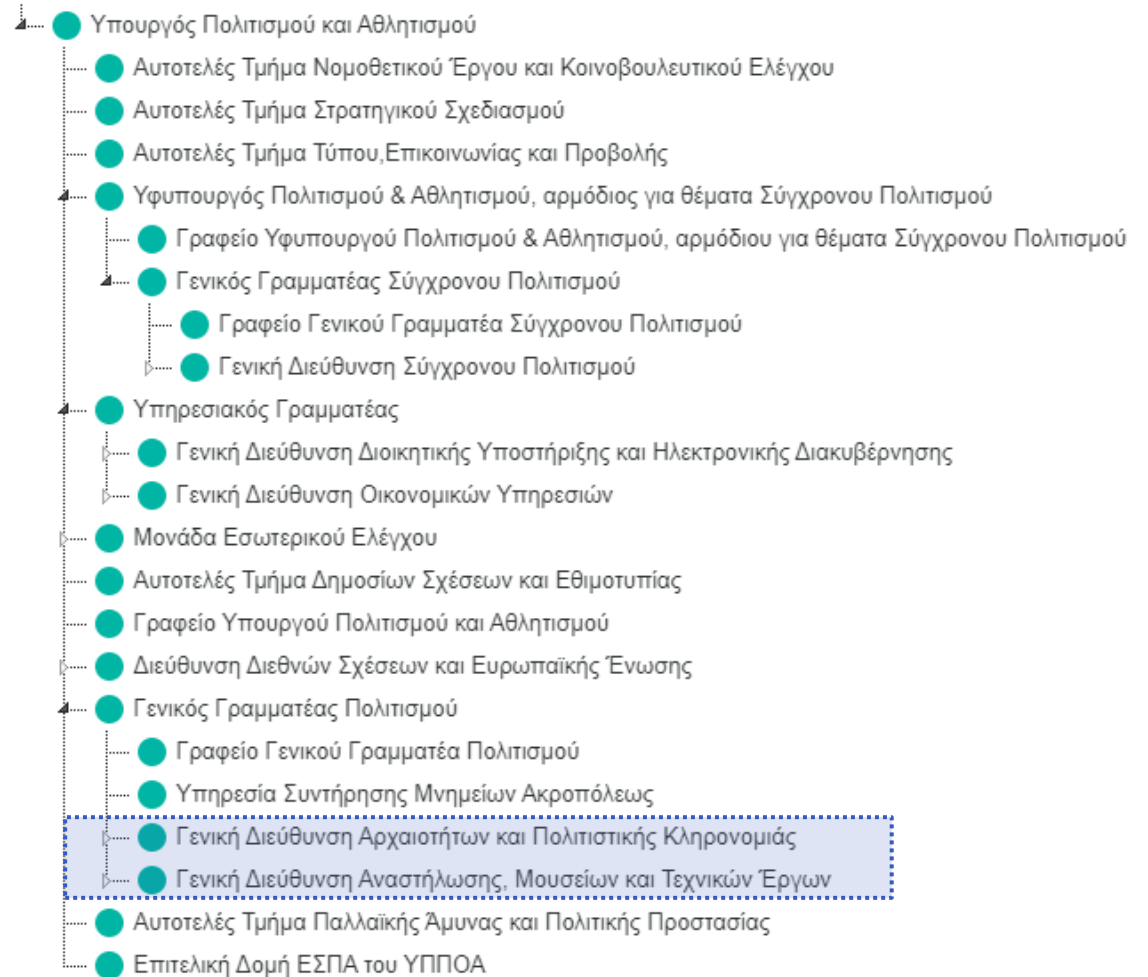 Υπουργός Πολιτισμού και Αθλητισμού
Αυτοτελές Τμήμα Νομοθετικού Έργου και Κοινοβουλευτικού Ελέγχου
Αυτοτελές Τμήμα Στρατηγικού Σχεδιασμού
Αυτοτελές Τμήμα Τύπου,Επικοινωνίας και Προβολής
Υφυπουργός Πολιτισμού & Αθλητισμού, αρμόδιος για θέματα Σύγχρονου Πολιτισμού
Γραφείο Υφυπουργού Πολιτισμού & Αθλητισμού, αρμόδιου για θέματα Σύγχρονου Πολιτισμού
Γενικός Γραμματέας Σύγχρονου Πολιτισμού
Γραφείο Γενικού Γραμματέα Σύγχρονου Πολιτισμού
Γενική Διεύθυνση Σύγχρονου Πολιτισμού
Υπηρεσιακός Γραμματέας
Γενική Διεύθυνση Διοικητικής Υποστήριξης και Ηλεκτρονικής Διακυβέρνησης
Γενική Διεύθυνση Οικονομικών Υπηρεσιών
Μονάδα Εσωτερικού Ελέγχου
Αυτοτελές Τμήμα Δημοσίων Σχέσεων και Εθιμοτυπίας
Γραφείο Υπουργού Πολιτισμού και Αθλητισμού
Διεύθυνση Διεθνών Σχέσεων και Ευρωπαϊκής Ένωσης
Γενικός Γραμματέας Πολιτισμού
Γραφείο Γενικού Γραμματέα Πολιτισμού
Υπηρεσία Συντήρησης Μνημείων Ακροπόλεως
Γενική Διεύθυνση Αρχαιοτήτων και Πολιτιστικής Κληρονομιάς
Γενική Διεύθυνση Αναστήλωσης, Μουσείων και Τεχνικών Έργων
Αυτοτελές Τμήμα Παλλαϊκής Άμυνας και Πολιτικής Προστασίας
Επιτελική Δομή ΕΣΠΑ του ΥΠΠΟΑ